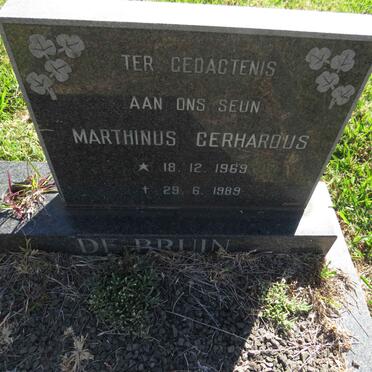 TER GEDAGTENIS
AAN ONS SEUN
MARTHINUS GERHARDUS
★ 18. 12. 1969
† 29. 6. 1989
DE BRUIN